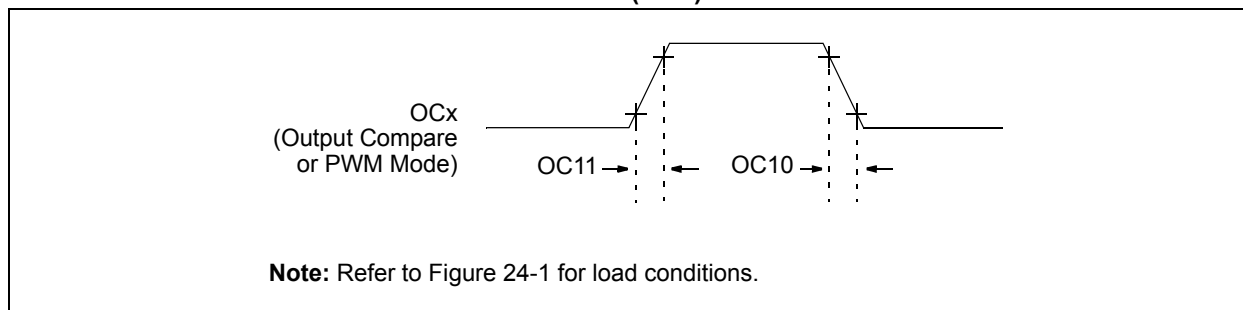 OCx
(Output Compare
or PWM Mode)
OC11
OC10
Note: Refer to Figure 24-1 for load conditions.